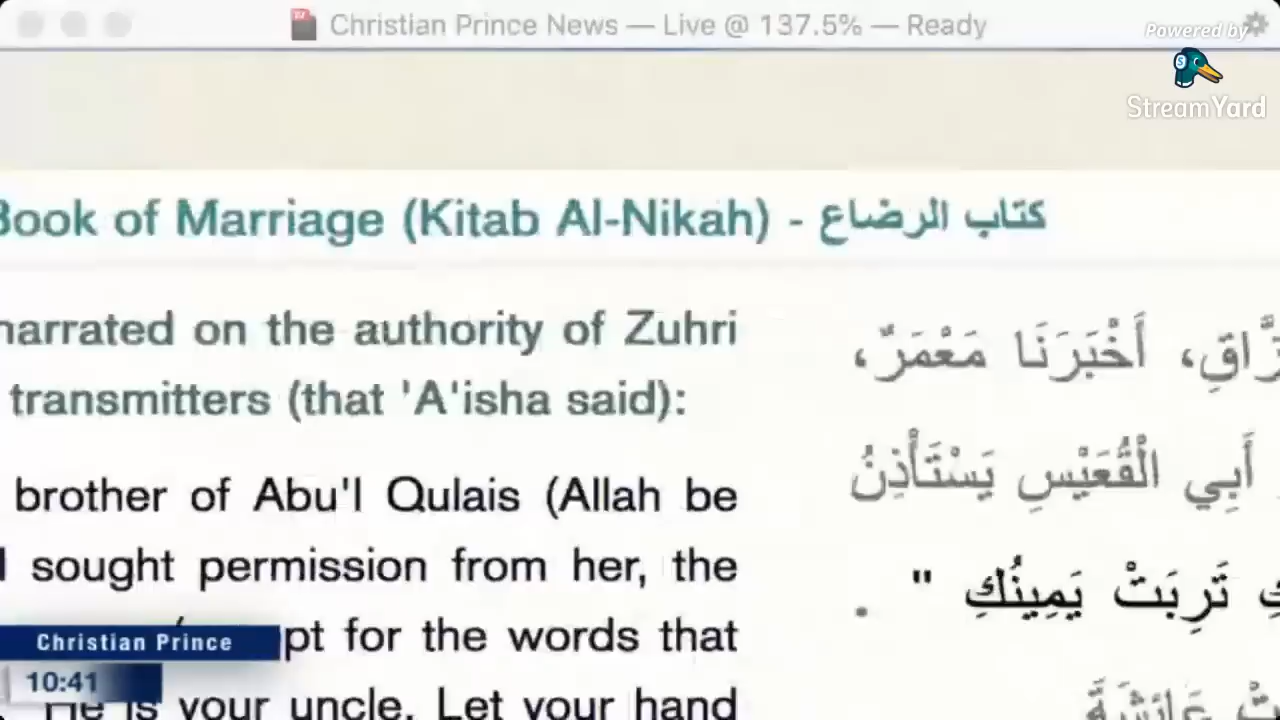 Christian Prince News — Live @ 137.5% — Ready
Powered by
StreamYard
Book of Marriage (Kitab Al-Nikah) - كتاب الرضاع
narrated on the authority of Zuhri
transmitters (that 'A'isha said):
brother of Abu'l Qulais (Allah be
sought permission from her, the
pt for the words that
He is your uncle. Let your hand
أَخْبَرَنَا مَعْمَرٌ،
أَبِي الْقُعَيْسِ يَسْتَأْذِنُ
تَرِبَتْ يَمِينُكِ " .
عَائِشَةَ
Christian Prince
10:41